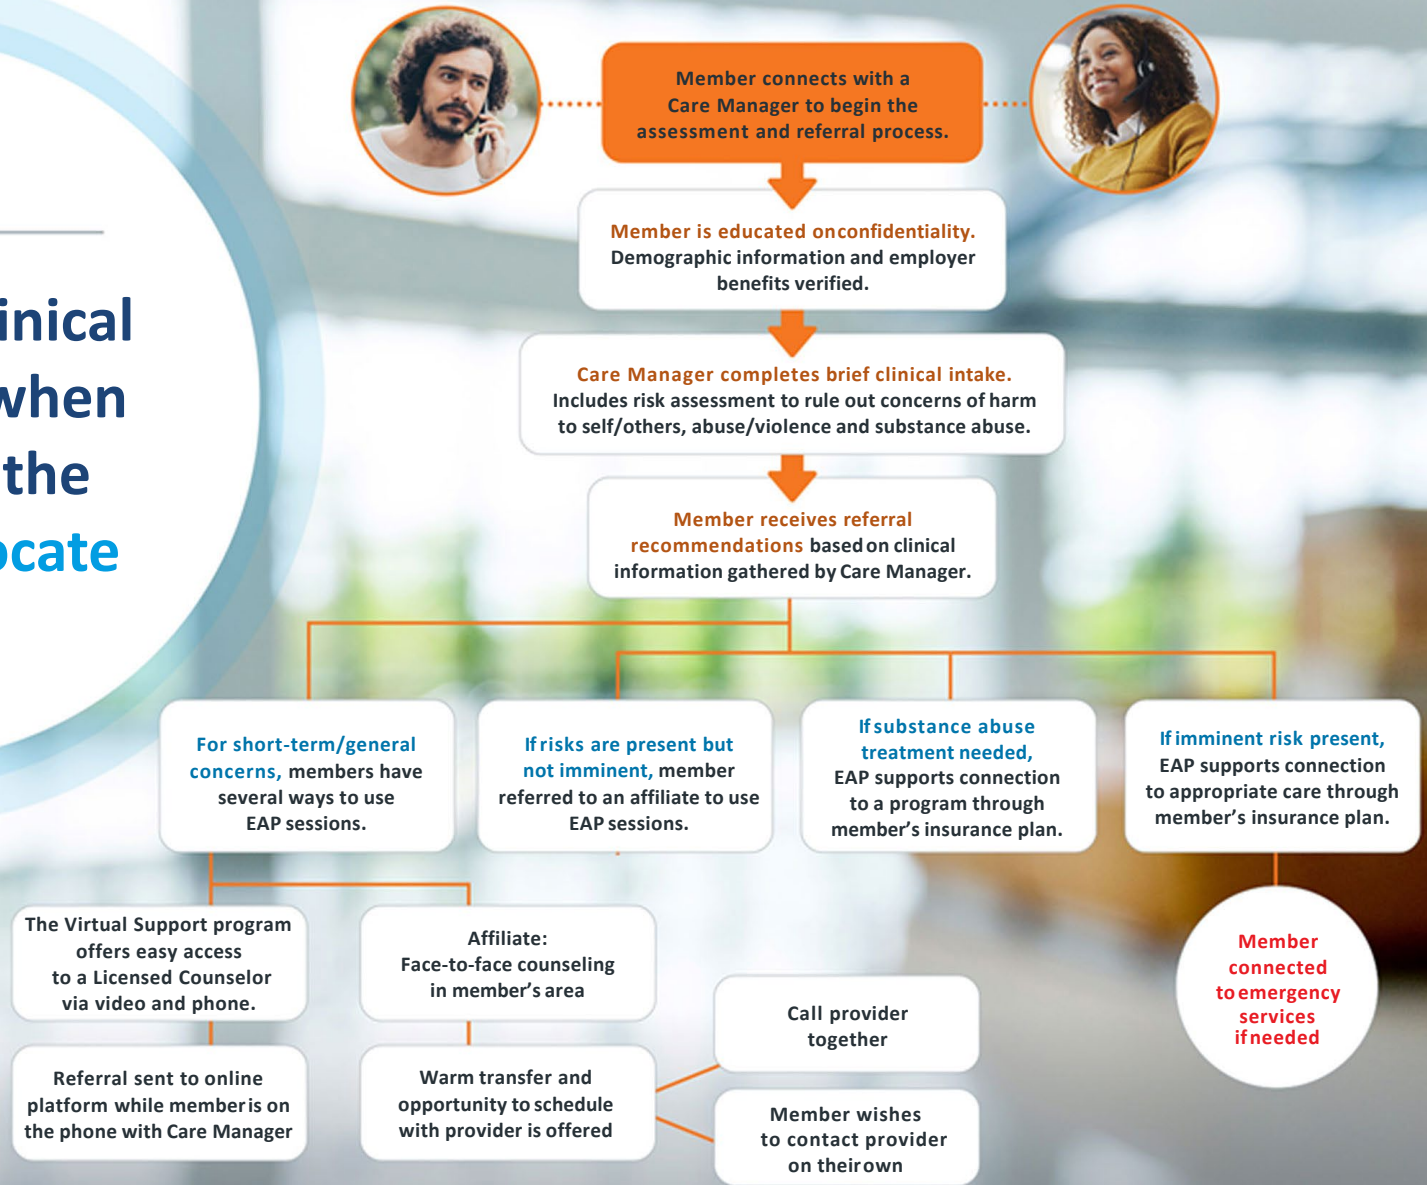 inical
when
the
ocate
Member connects with a
Care Manager to begin the
assessment and referral process.
Member is educated onconfidentiality.
Demographic information and employer
benefits verified.
Care Manager completes brief clinical intake.
Includes risk assessment to rule out concerns of harm
to self/others, abuse/violence and substance abuse.
Member receives referral
recommendations based on clinical
information gathered by Care Manager.
For short-term/general
concerns, members have
several ways to use
EAP sessions.
If risks are present but
not imminent, member
referred to an affiliate to use
EAP sessions.
If substance abuse
treatment needed,
EAP supports connection
to a program through
member's insurance plan.
If imminent risk present,
EAP supports connection
to appropriate care through
member's insurance plan.
The Virtual Support program
offers easy access
to a Licensed Counselor
via video and phone.
Affiliate:
Face-to-face counseling
in member's area
Member
connected
to emergency
services
if needed
Call provider
together
Referral sent to online
platform while member is on
the phone with Care Manager
Warm transfer and
opportunity to schedule
with provider is offered
Member wishes
to contact provider
on their own